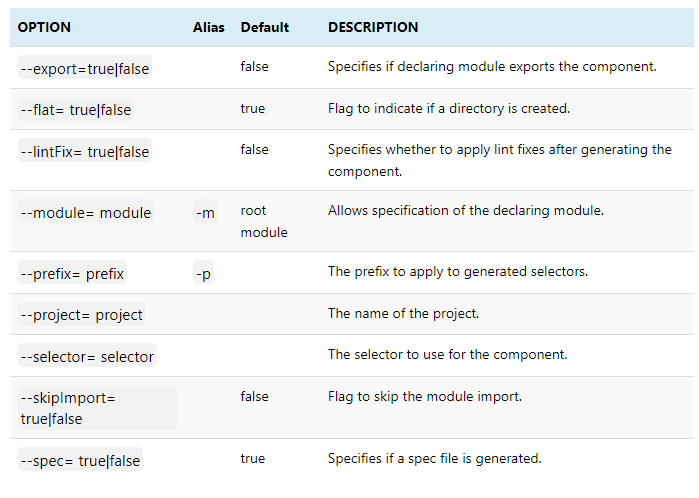 OPTION Alias Default DESCRIPTION
--export=true|false false Specifies if declaring module exports the component.
--flat= true|false true Flag to indicate if a directory is created.
--lintFix= true|false false Specifies whether to apply lint fixes after generating the
component.
--module= module -m root Allows specification of the declaring module.
module
--prefix= prefix -p The prefix to apply to generated selectors.
--project= project The name of the project.
--selector= selector The selector to use for the component.
--skipImport= false Flag to skip the module import.
true|false
--spec= true|false true Specifies if a spec file is generated.